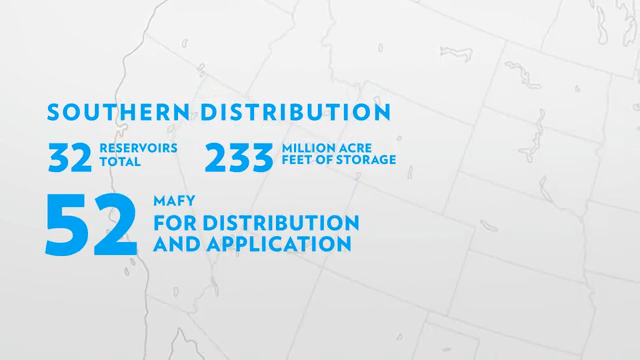 SOUTHERN DISTRIBUTION
32 RESERVOIRS TOTAL
233 MILLION ACRE FEET OF STORAGE
52 MAFY
FOR DISTRIBUTION
AND APPLICATION